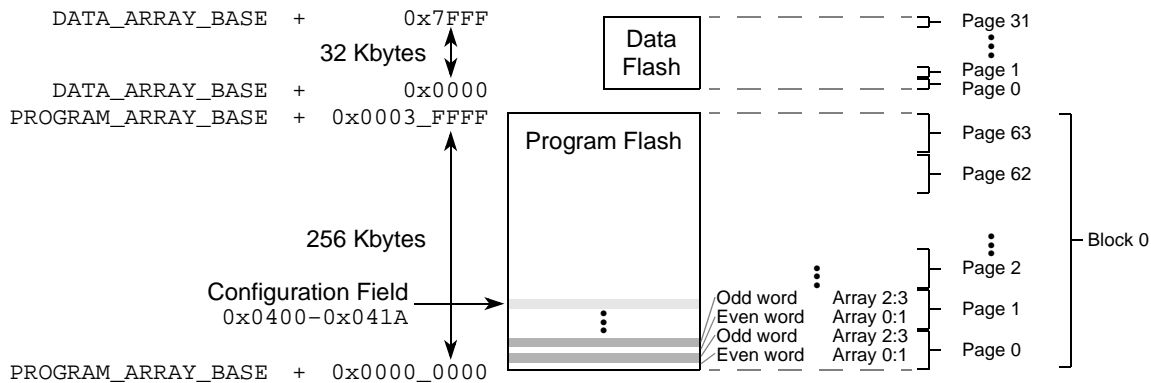 DATA_ARRAY_BASE + 0x7FFF
Page 31
32 Kbytes
Data
Flash
Page 1
DATA_ARRAY_BASE + 0x0000
Page 0
PROGRAM_ARRAY_BASE + 0x0003_FFFF
Program Flash
Page 63
Page 62
256 Kbytes
Block 0
Page 2
Configuration Field
0x0400–0x041A
Odd word Array 2:3
Even word Array 0:1
Page 1
Odd word Array 2:3
Even word Array 0:1
Page 0
PROGRAM_ARRAY_BASE + 0x0000_0000